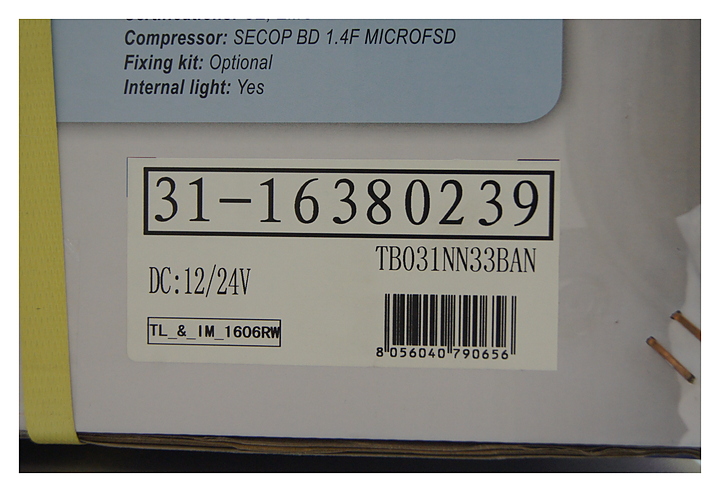 Compressor: SECOP BD 1.4F MICROFSD
Fixing kit: Optional
Internal light: Yes
31-16380239
TB031NN33BAN
DC:12/24V
TL_&_IM_1606RW
8 056040 790656